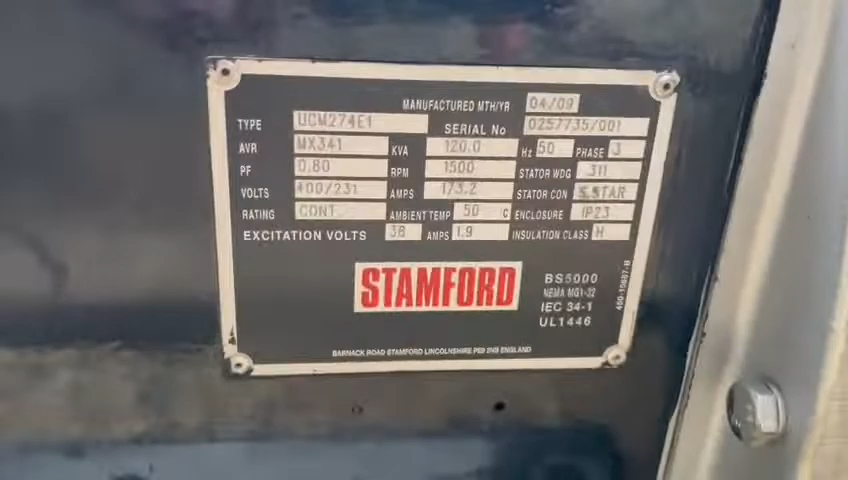 MANUFACTURED MTH/YR 04/09
TYPE UCM274E1 SERIAL No 0257735/001
AVR MX341 KVA 120.0 Hz 50 PHASE 3
PF 0.80 RPM 1500 STATOR WDG 311
VOLTS 400/231 AMPS 173.2 STATOR CON S.STAR
RATING CONT AMBIENT TEMP 50 C ENCLOSURE IP23
EXCITATION VOLTS 38 AMPS 1.9 INSULATION CLASS H
STAMFORD
BS5000
NEMA MG1-32
IEC 34-1
UL1446
BARNACK ROAD STAMFORD LINCOLNSHIRE PE9 2NB ENGLAND